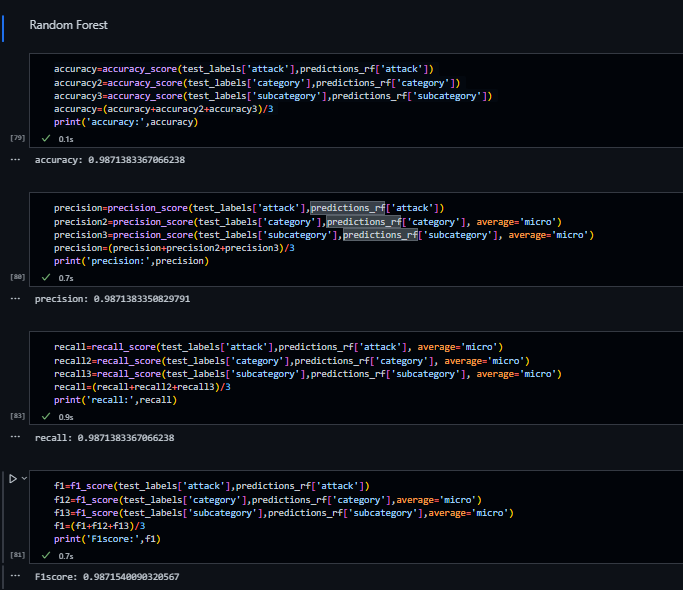 Random Forest
accuracy=accuracy_score(test_labels['attack'],predictions_rf['attack'])
accuracy2=accuracy_score(test_labels['category'],predictions_rf['category'])
accuracy3=accuracy_score(test_labels['subcategory'],predictions_rf['subcategory'])
accuracy=(accuracy+accuracy2+accuracy3)/3
print('accuracy:',accuracy)
[79]
0.1s
accuracy: 0.9871383367066238
precision=precision_score(test_labels['attack'],predictions_rf['attack'])
precision2=precision_score(test_labels['category'],predictions_rf['category'], average='micro')
precision3=precision_score(test_labels['subcategory'],predictions_rf['subcategory'], average='micro')
precision=(precision+precision2+precision3)/3
print('precision:',precision)
[80]
0.7s
precision: 0.9871383350829791
recall=recall_score(test_labels['attack'],predictions_rf['attack'], average='micro')
recall2=recall_score(test_labels['category'],predictions_rf['category'], average='micro')
recall3=recall_score(test_labels['subcategory'],predictions_rf['subcategory'], average='micro')
recall=(recall+recall2+recall3)/3
print('recall:',recall)
[83]
0.9s
recall: 0.9871383367066238
f1=f1_score(test_labels['attack'],predictions_rf['attack'])
f12=f1_score(test_labels['category'],predictions_rf['category'],average='micro')
f13=f1_score(test_labels['subcategory'],predictions_rf['subcategory'],average='micro')
f1=(f1+f12+f13)/3
print('F1score:',f1)
[81]
0.7s
F1score: 0.9871540090320567